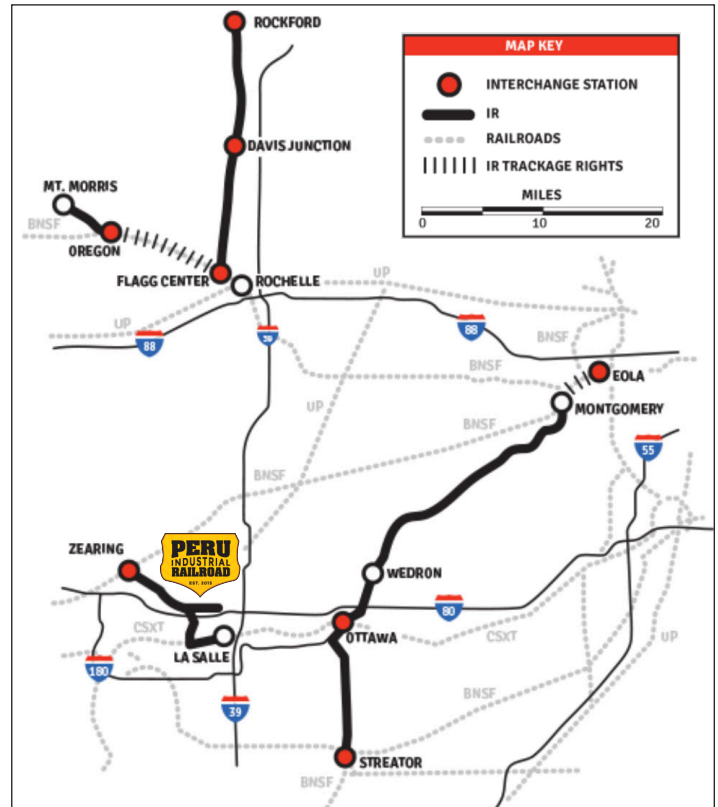 ROCKFORD
MAP KEY
INTERCHANGE STATION
IR
RAILROADS
IR TRACKAGE RIGHTS
MILES
0
10
20
DAVIS JUNCTION
MT. MORRIS
BNSF
OREGON
FLAGG CENTER
ROCHELLE
UP
UP
88
39
88
BNSF
BNSF
EOLA
MONTGOMERY
UP
BNSF
55
BNSF
ZEARING
PERU
INDUSTRIAL
RAILROAD
EST. 2015
WEDRON
80
CSXT
OTTAWA
CSXT
UP
LA SALLE
180
39
BNSF
STREATOR
BNSF